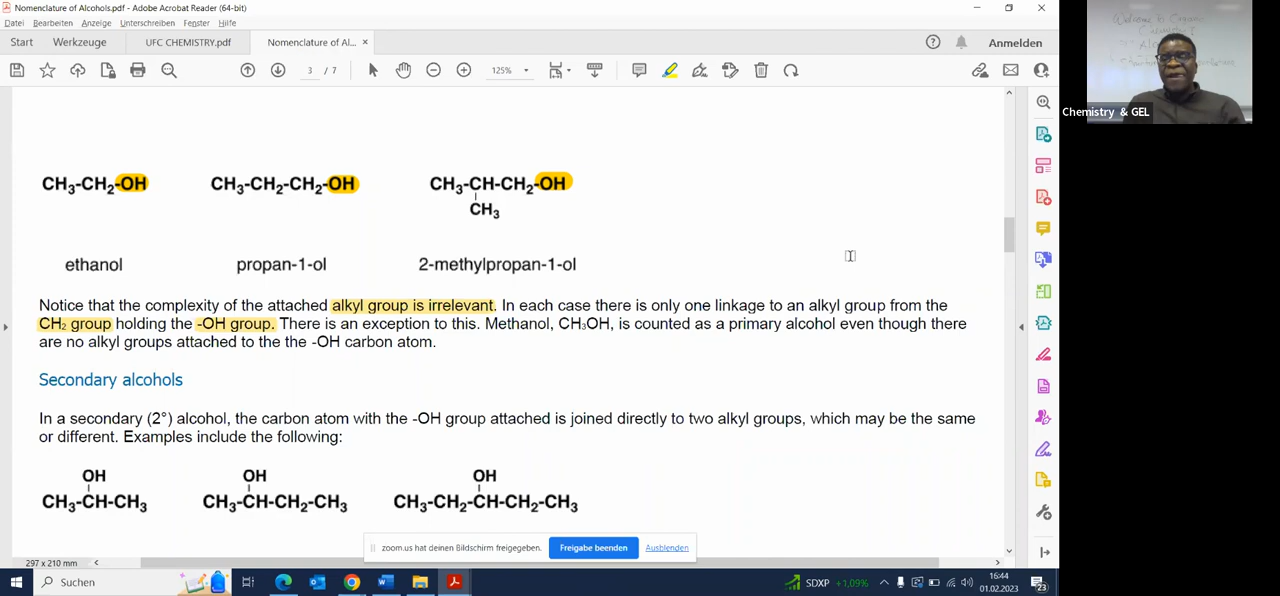 Nomenclature of Alcohols.pdf - Adobe Acrobat Reader (64-bit)
Datei Bearbeiten Anzeige Unterschreiben Fenster Hilfe
Start Werkzeuge UFC CHEMISTRY.pdf Nomenclature of Al... × Anmelden
3 / 7 125%
Welcome to Organic
Chemistry & GEL
CH₃-CH₂-OH CH₃-CH₂-CH₂-OH CH₃-CH-CH₂-OH
CH₃
ethanol propan-1-ol 2-methylpropan-1-ol
Notice that the complexity of the attached alkyl group is irrelevant. In each case there is only one linkage to an alkyl group from the
CH₂ group holding the -OH group. There is an exception to this. Methanol, CH₃OH, is counted as a primary alcohol even though there
are no alkyl groups attached to the the -OH carbon atom.
Secondary alcohols
In a secondary (2°) alcohol, the carbon atom with the -OH group attached is joined directly to two alkyl groups, which may be the same
or different. Examples include the following:
OH OH OH
CH₃-CH-CH₃ CH₃-CH-CH₂-CH₃ CH₃-CH₂-CH-CH₂-CH₃
zoom.us hat deinen Bildschirm freigegeben. Freigabe beenden Ausblenden
297 x 210 mm
Suchen SDXP +1,09% 16:44
01.02.2023 23